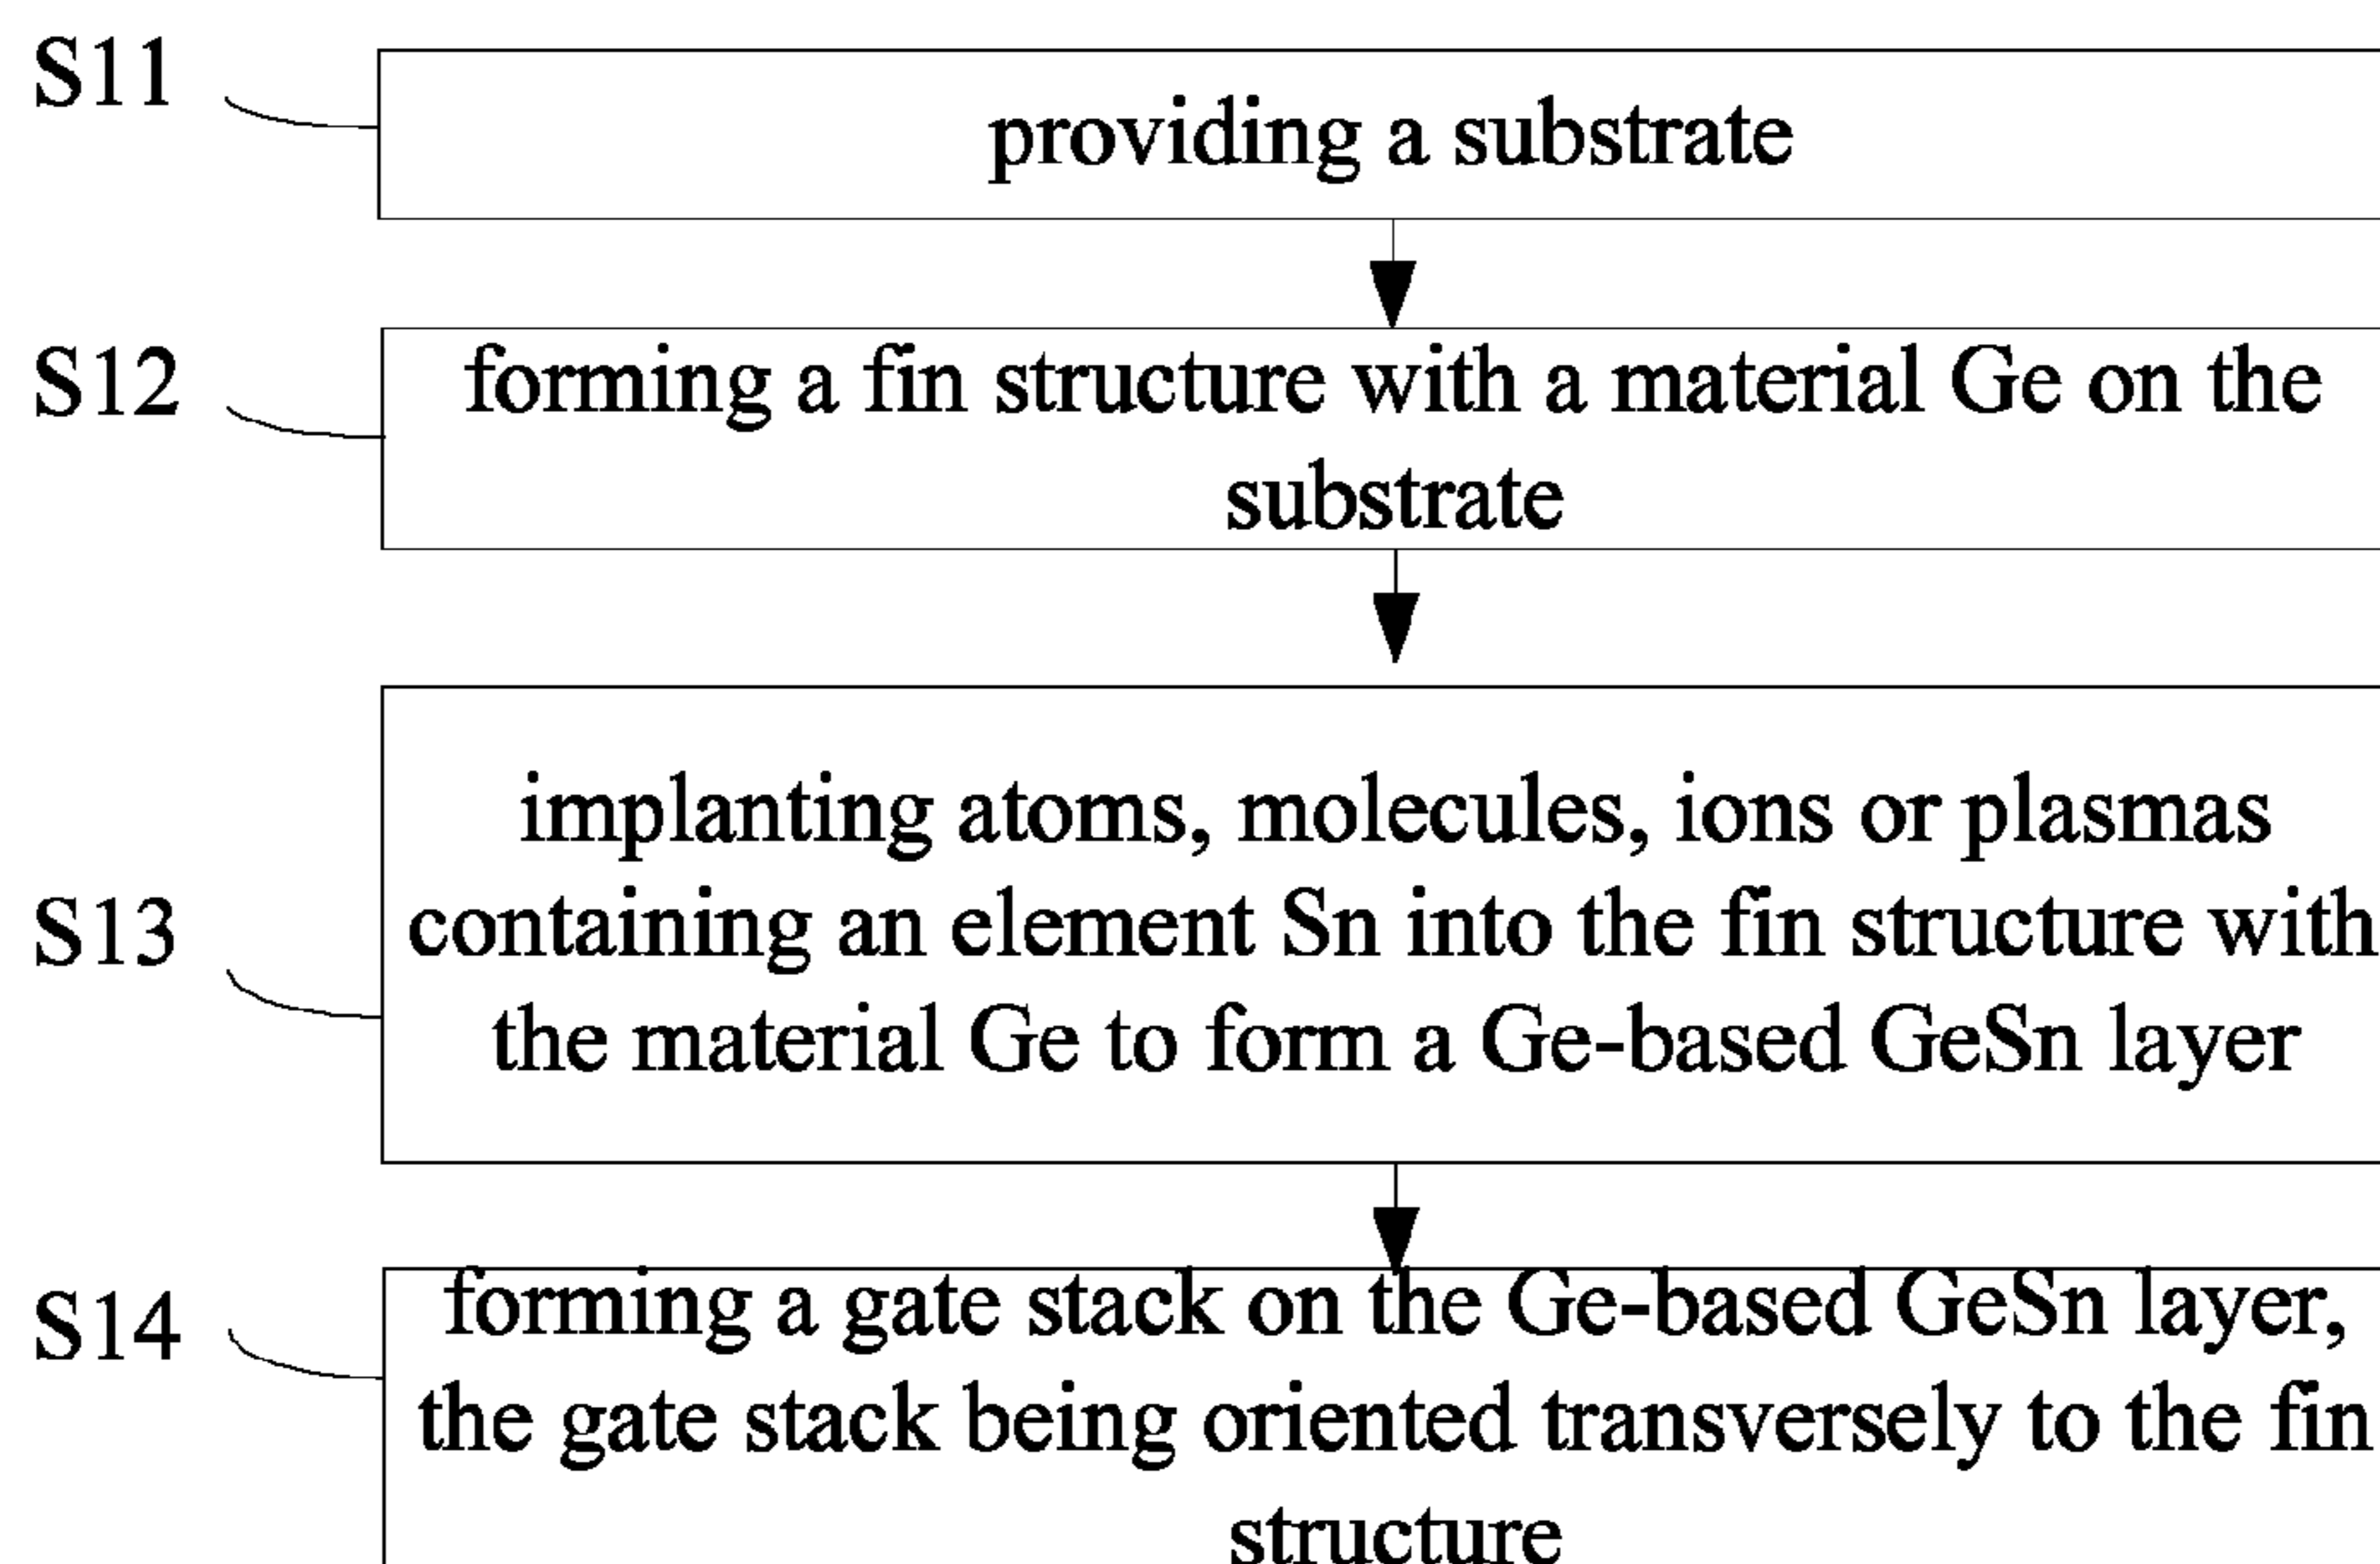 S11
providing a substrate
S12
forming a fin structure with a material Ge on the
substrate
S13
implanting atoms, molecules, ions or plasmas
containing an element Sn into the fin structure with
the material Ge to form a Ge-based GeSn layer
S14
forming a gate stack on the Ge-based GeSn layer,
the gate stack being oriented transversely to the fin
structure